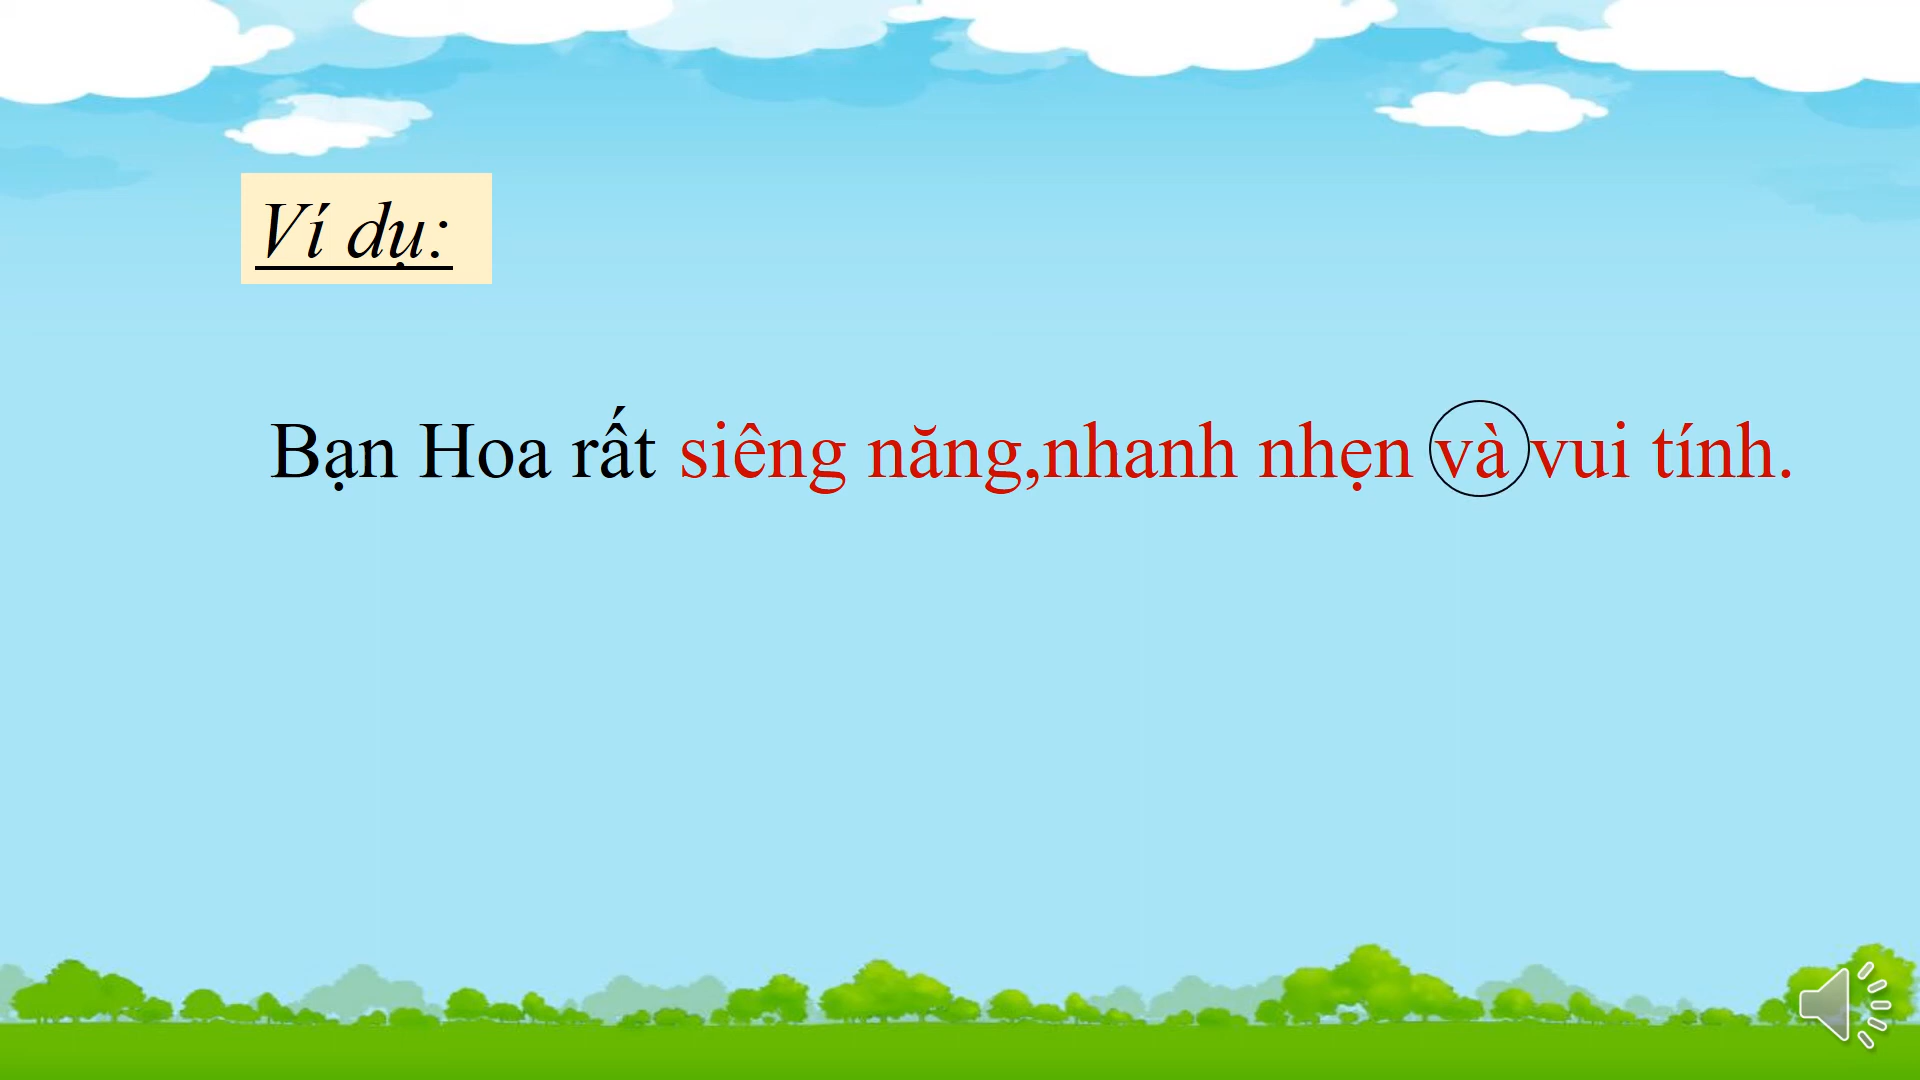 Ví dụ:
Bạn Hoa rất siêng năng,nhanh nhẹn và vui tính.